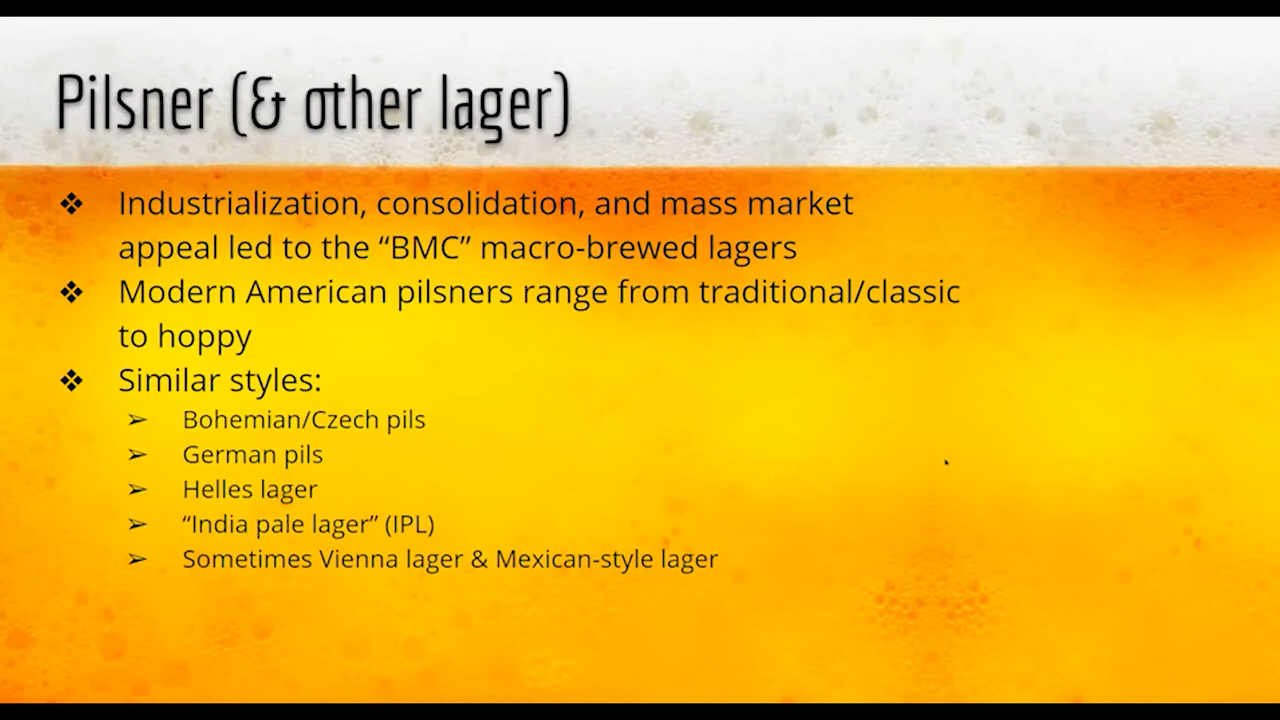 Pilsner (& other lager)
❖ Industrialization, consolidation, and mass market
appeal led to the “BMC” macro-brewed lagers
❖ Modern American pilsners range from traditional/classic
to hoppy
❖ Similar styles:
➢ Bohemian/Czech pils
➢ German pils
➢ Helles lager
➢ “India pale lager” (IPL)
➢ Sometimes Vienna lager & Mexican-style lager